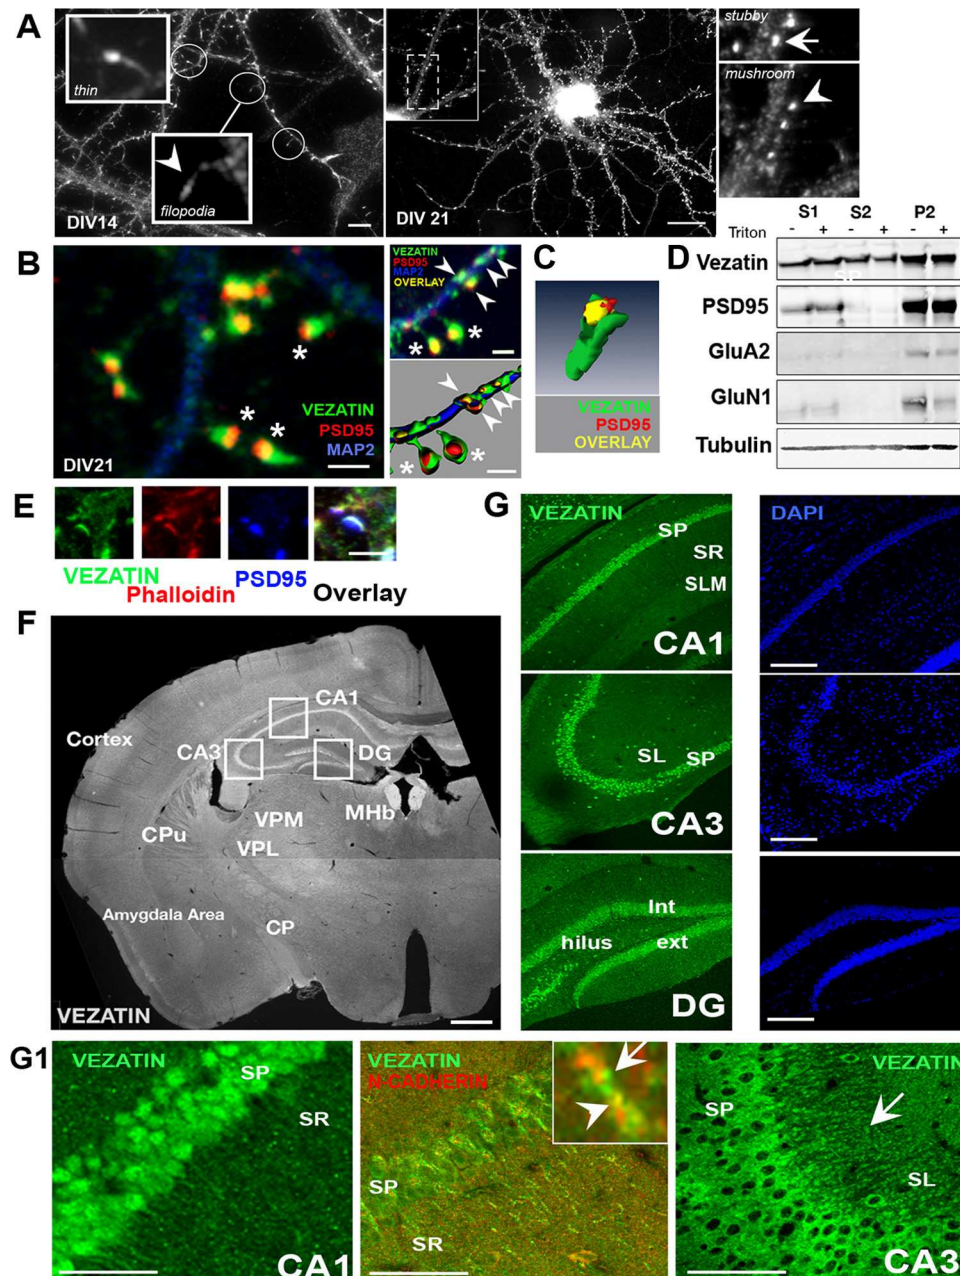 A
thin
filopodia
DIV14
DIV 21
stubby
mushroom
B
VEZATIN
PSD95
MAP2
DIV21
VEZATIN
PSD95
MAP2
OVERLAY
*
*
*
*
*
*
*
C
VEZATIN
PSD95
OVERLAY
D
S1 S2 P2
Triton - + - + - +
Vezatin
SP
PSD95
GluA2
GluN1
Tubulin
E
VEZATIN
Phalloidin
PSD95
Overlay
F
Cortex
CA1
CA3
DG
CPu
VPM
MHb
VPL
Amygdala Area
CP
VEZATIN
G
VEZATIN
SP
SR
SLM
CA1
DAPI
SL
SP
CA3
Int
hilus
ext
DG
G1
VEZATIN
SP
SR
CA1
VEZATIN
N-CADHERIN
SP
SR
VEZATIN
SP
SL
CA3